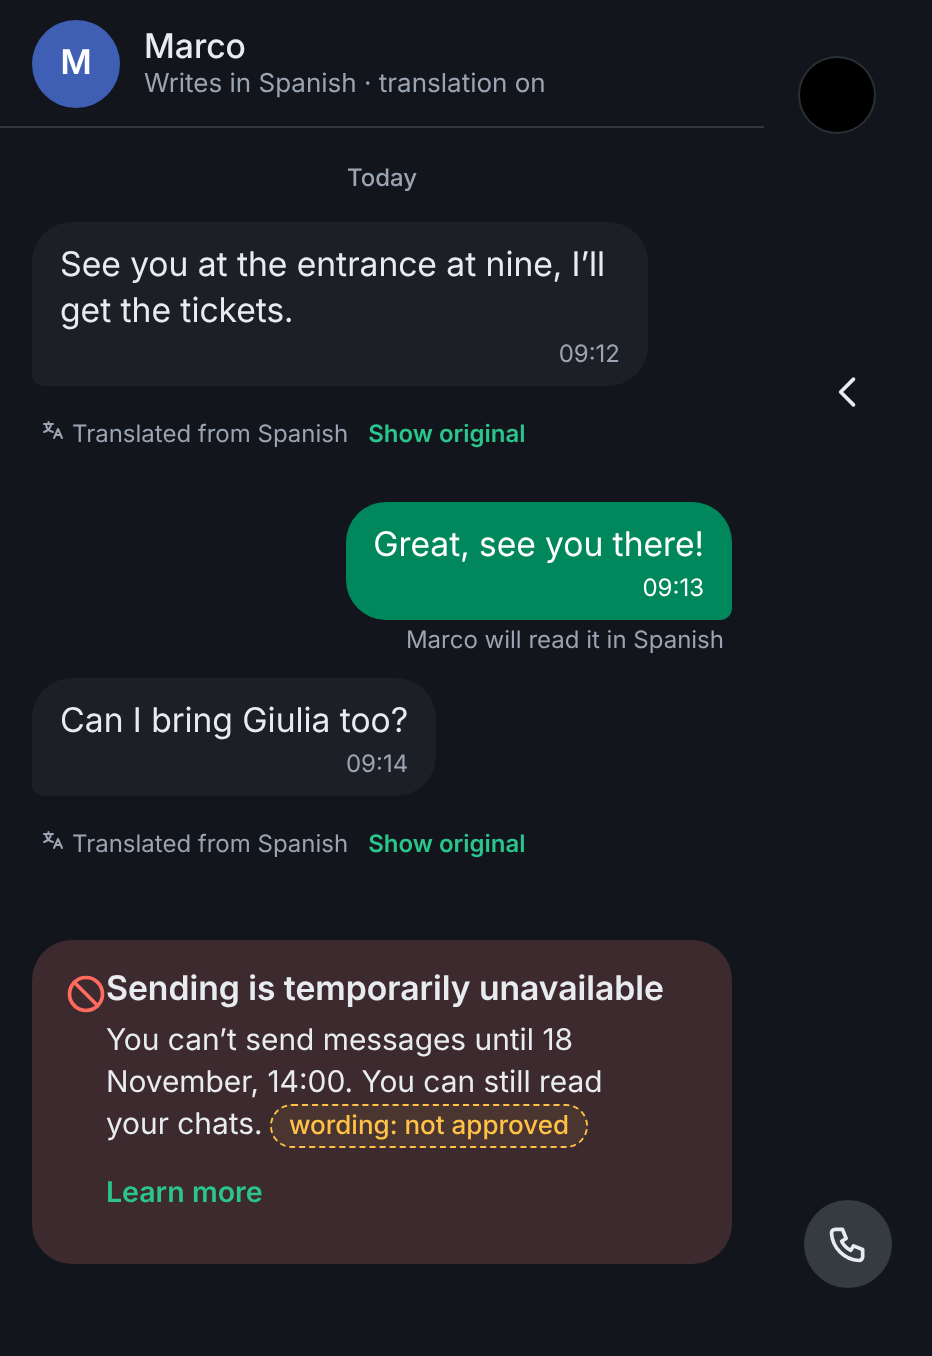 M
Marco
Writes in Spanish · translation on
Today
See you at the entrance at nine, I’ll
get the tickets.
09:12
Translated from Spanish Show original
Great, see you there!
09:13
Marco will read it in Spanish
Can I bring Giulia too?
09:14
Translated from Spanish Show original
Sending is temporarily unavailable
You can’t send messages until 18
November, 14:00. You can still read
your chats. wording: not approved
Learn more